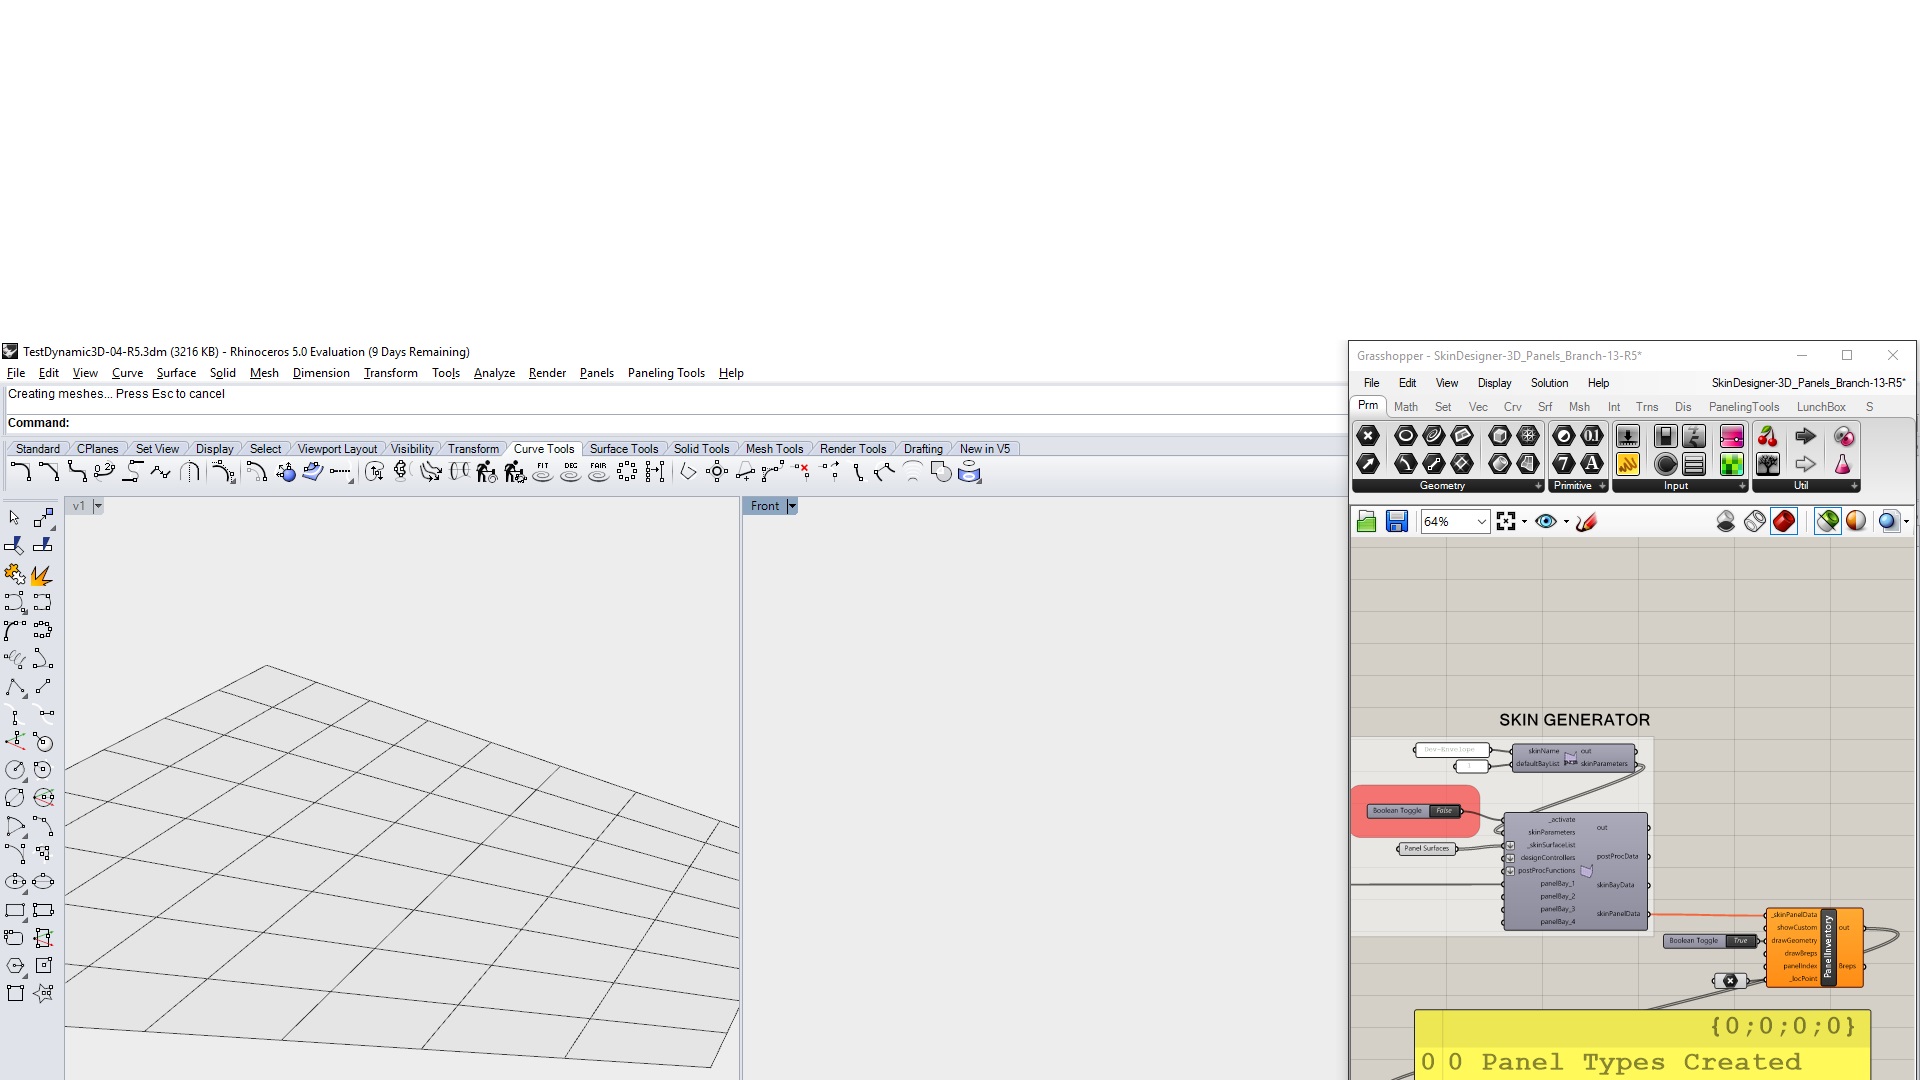 TestDynamic3D-04-R5.3dm (3216 KB) - Rhinoceros 5.0 Evaluation (9 Days Remaining)
File Edit View Curve Surface Solid Mesh Dimension Transform Tools Analyze Render Panels Paneling Tools Help
Creating meshes... Press Esc to cancel
Command:
Standard CPlanes Set View Display Select Viewport Layout Visibility Transform Curve Tools Surface Tools Solid Tools Mesh Tools Render Tools Drafting New in V5
FIT DEG FAIR
v1
Front
Grasshopper - SkinDesigner-3D_Panels_Branch-13-R5*
File Edit View Display Solution Help SkinDesigner-3D_Panels_Branch-13-R5*
Prm Math Set Vec Crv Srf Msh Int Trns Dis PanelingTools LunchBox S
Geometry Primitive Input Util
64%
SKIN GENERATOR
Dev-Envelope
1
skinName
defaultBayList
out
skinParameters
Boolean Toggle False
Panel Surfaces
_activate
skinParameters
_skinSurfaceList
designControllers
postProcFunctions
panelBay_1
panelBay_2
panelBay_3
panelBay_4
out
postProcData
skinBayData
skinPanelData
Boolean Toggle True
_skinPanelData
showCustom
drawGeometry
drawBreps
panelIndex
_locPoint
PanelInventory
out
Breps
{0;0;0;0}
0 0 Panel Types Created